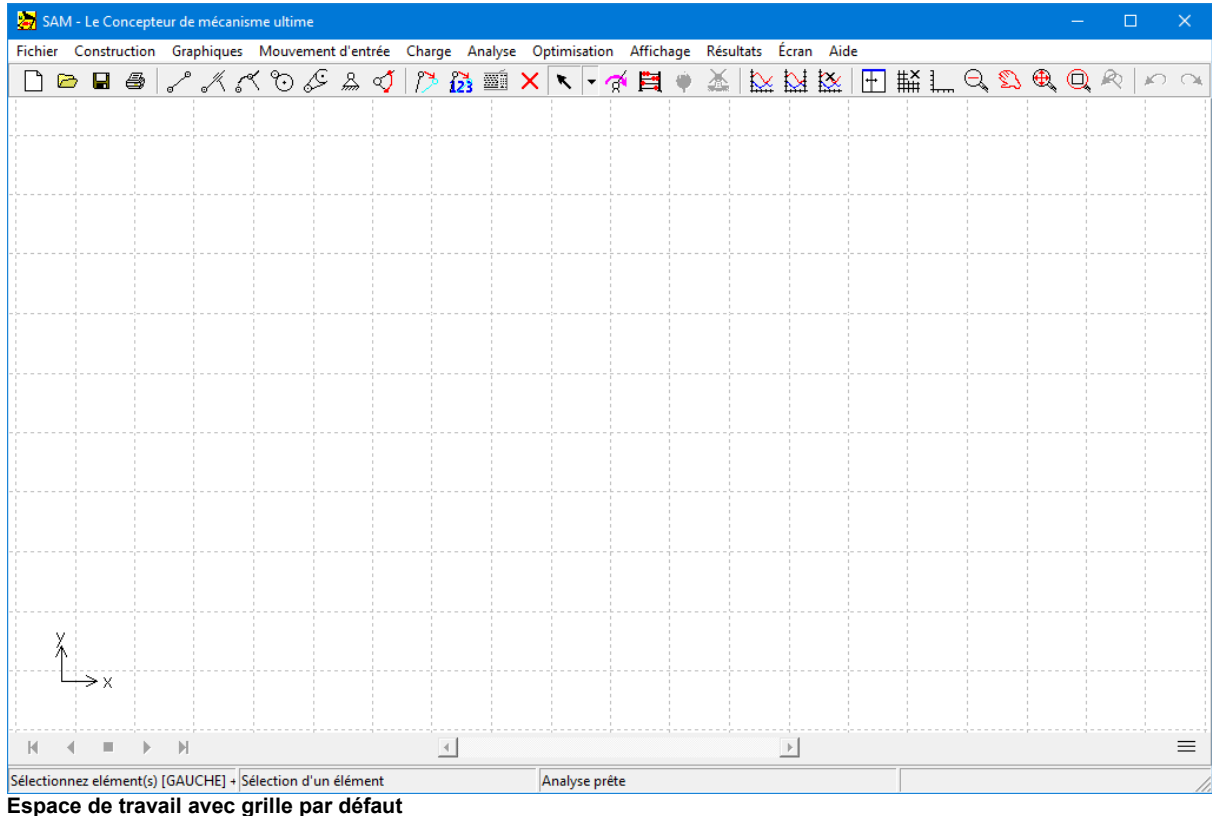 SAM - Le Concepteur de mécanisme ultime
Fichier Construction Graphiques Mouvement d'entrée Charge Analyse Optimisation Affichage Résultats Écran Aide
123
y
x
Sélectionnez elément(s) [GAUCHE] + Sélection d'un élément Analyse prête
Espace de travail avec grille par défaut